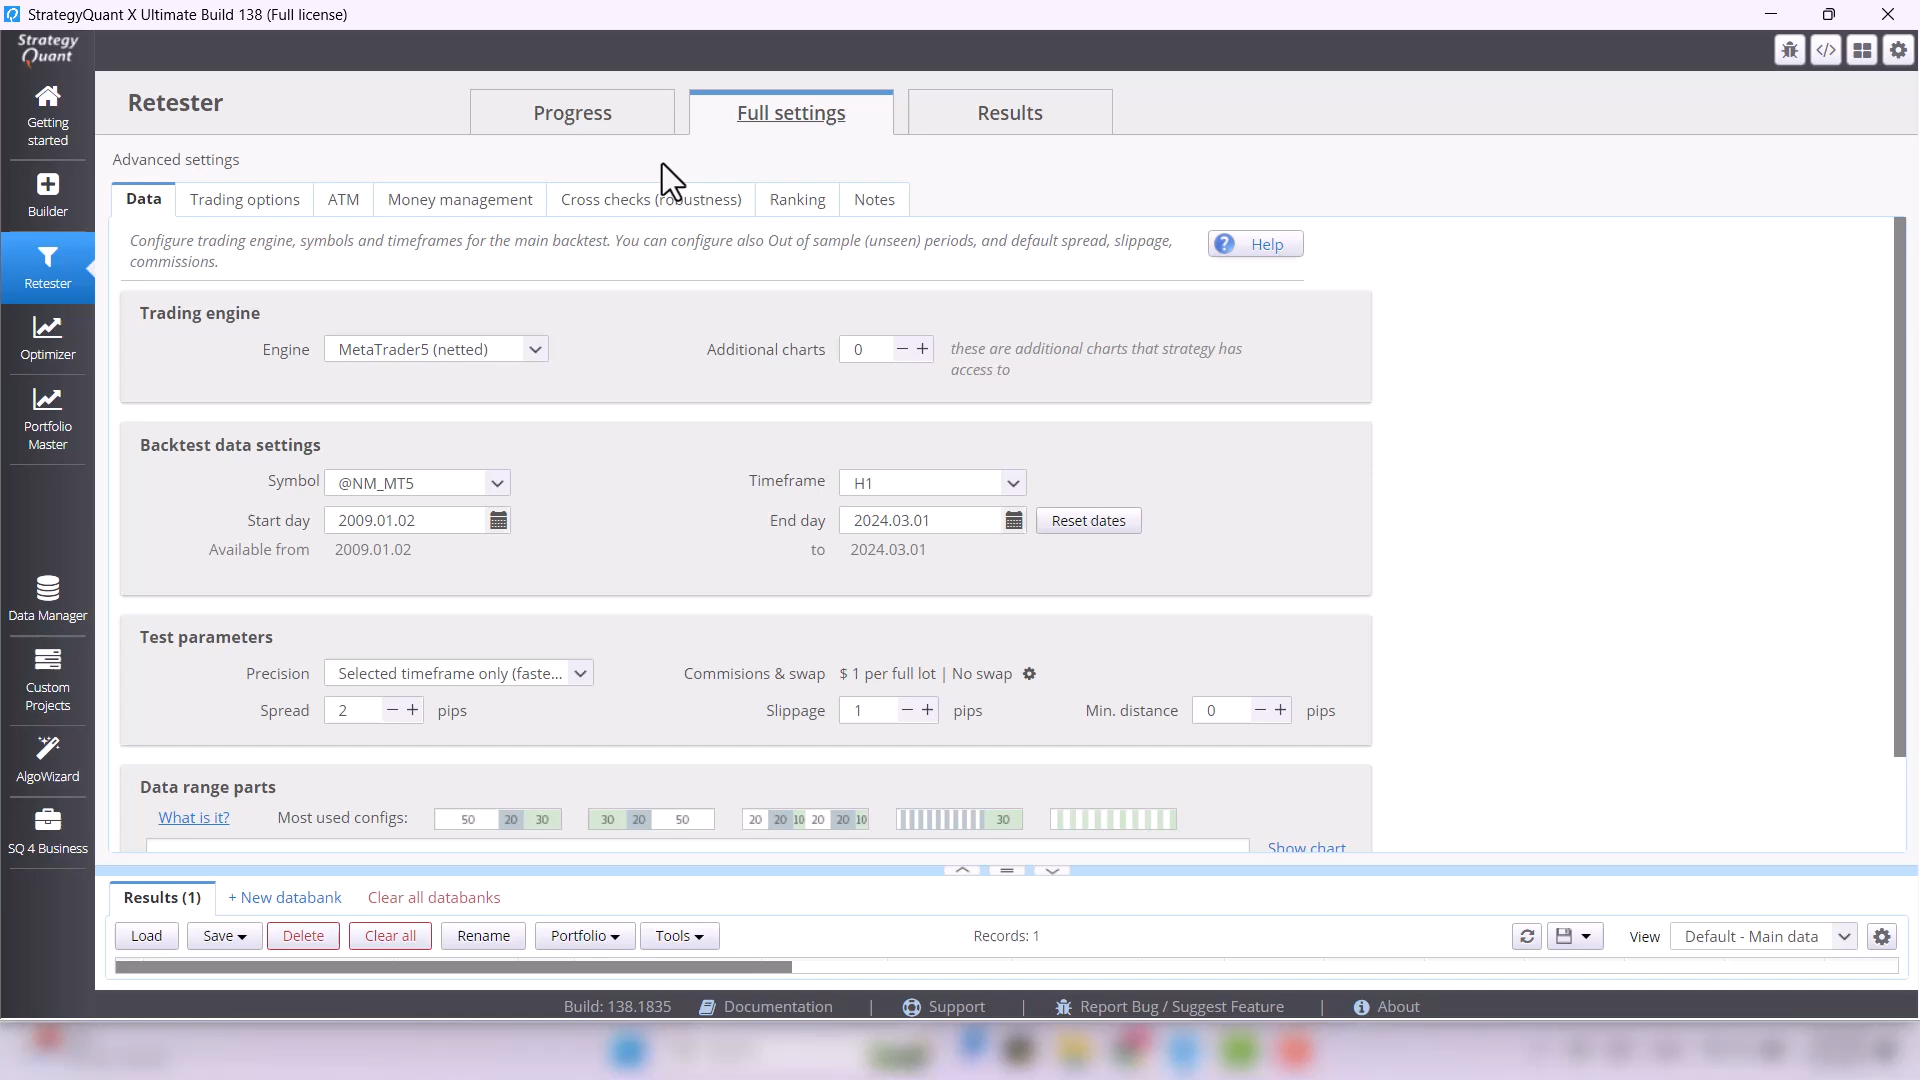 StrategyQuant X Ultimate Build 138 (Full license)
Strategy
Quant
Getting
started
Builder
Retester
Optimizer
Portfolio
Master
Data Manager
Custom
Projects
AlgoWizard
SQ 4 Business
Retester
Progress
Full settings
Results
Advanced settings
Data
Trading options
ATM
Money management
Cross checks (robustness)
Ranking
Notes
Configure trading engine, symbols and timeframes for the main backtest. You can configure also Out of sample (unseen) periods, and default spread, slippage,
commissions.
? Help
Trading engine
Engine MetaTrader5 (netted)
Additional charts 0 − + these are additional charts that strategy has
access to
Backtest data settings
Symbol @NM_MT5
Timeframe H1
Start day 2009.01.02
End day 2024.03.01 Reset dates
Available from 2009.01.02
to 2024.03.01
Test parameters
Precision Selected timeframe only (faste...
Commisions & swap $ 1 per full lot | No swap
Spread 2 − + pips
Slippage 1 − + pips
Min. distance 0 − + pips
Data range parts
What is it? Most used configs: 50 20 30 30 20 50 20 20 10 20 20 10 30
Show chart
Results (1) + New databank Clear all databanks
Load Save Delete Clear all Rename Portfolio Tools Records: 1 View Default - Main data
Build: 138.1835 Documentation | Support | Report Bug / Suggest Feature | About